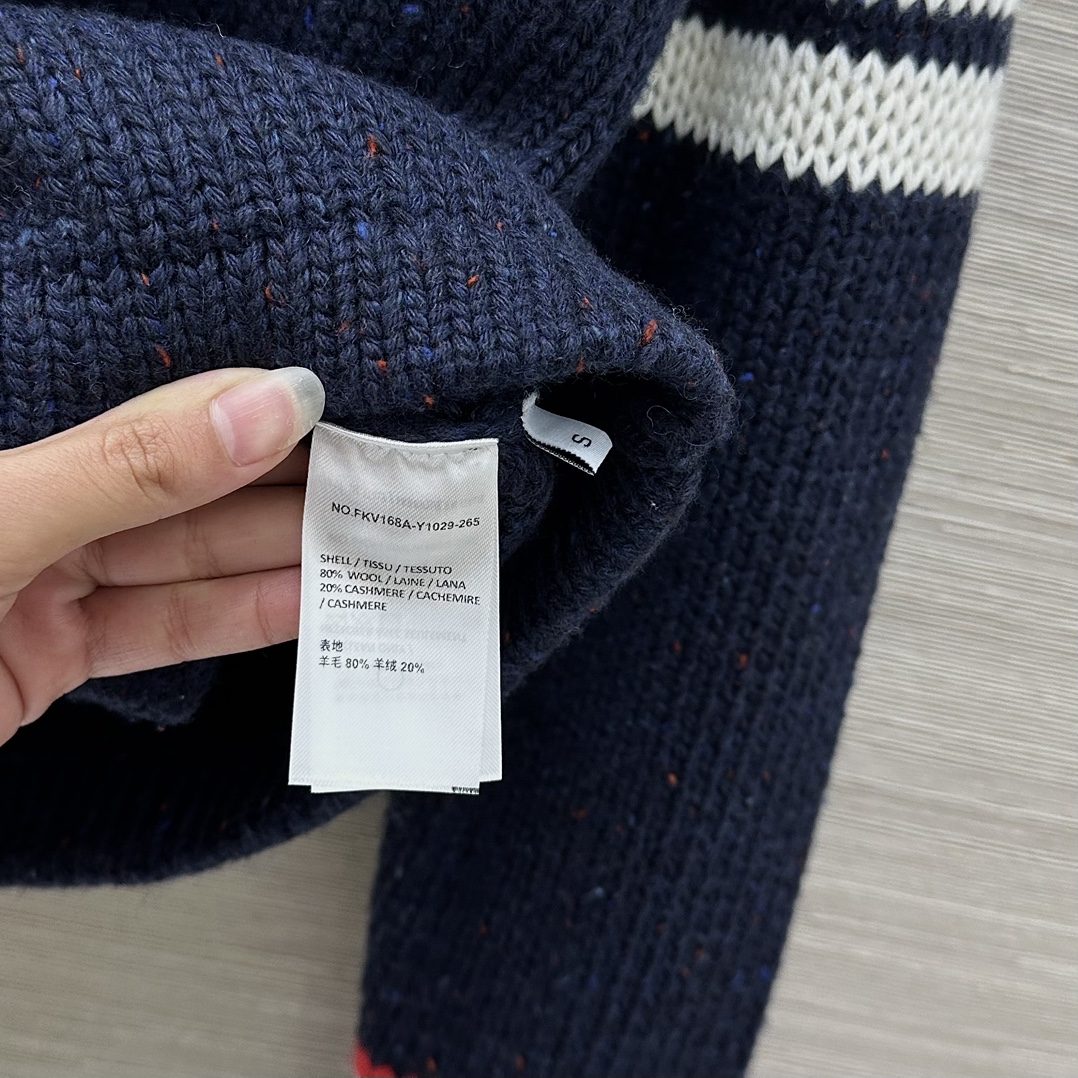 S
NO.FKV168A-Y1029-265
SHELL / TISSU / TESSUTO
80% WOOL / LAINE / LANA
20% CASHMERE / CACHEMIRE
/ CASHMERE
表地
羊毛 80% 羊绒 20%